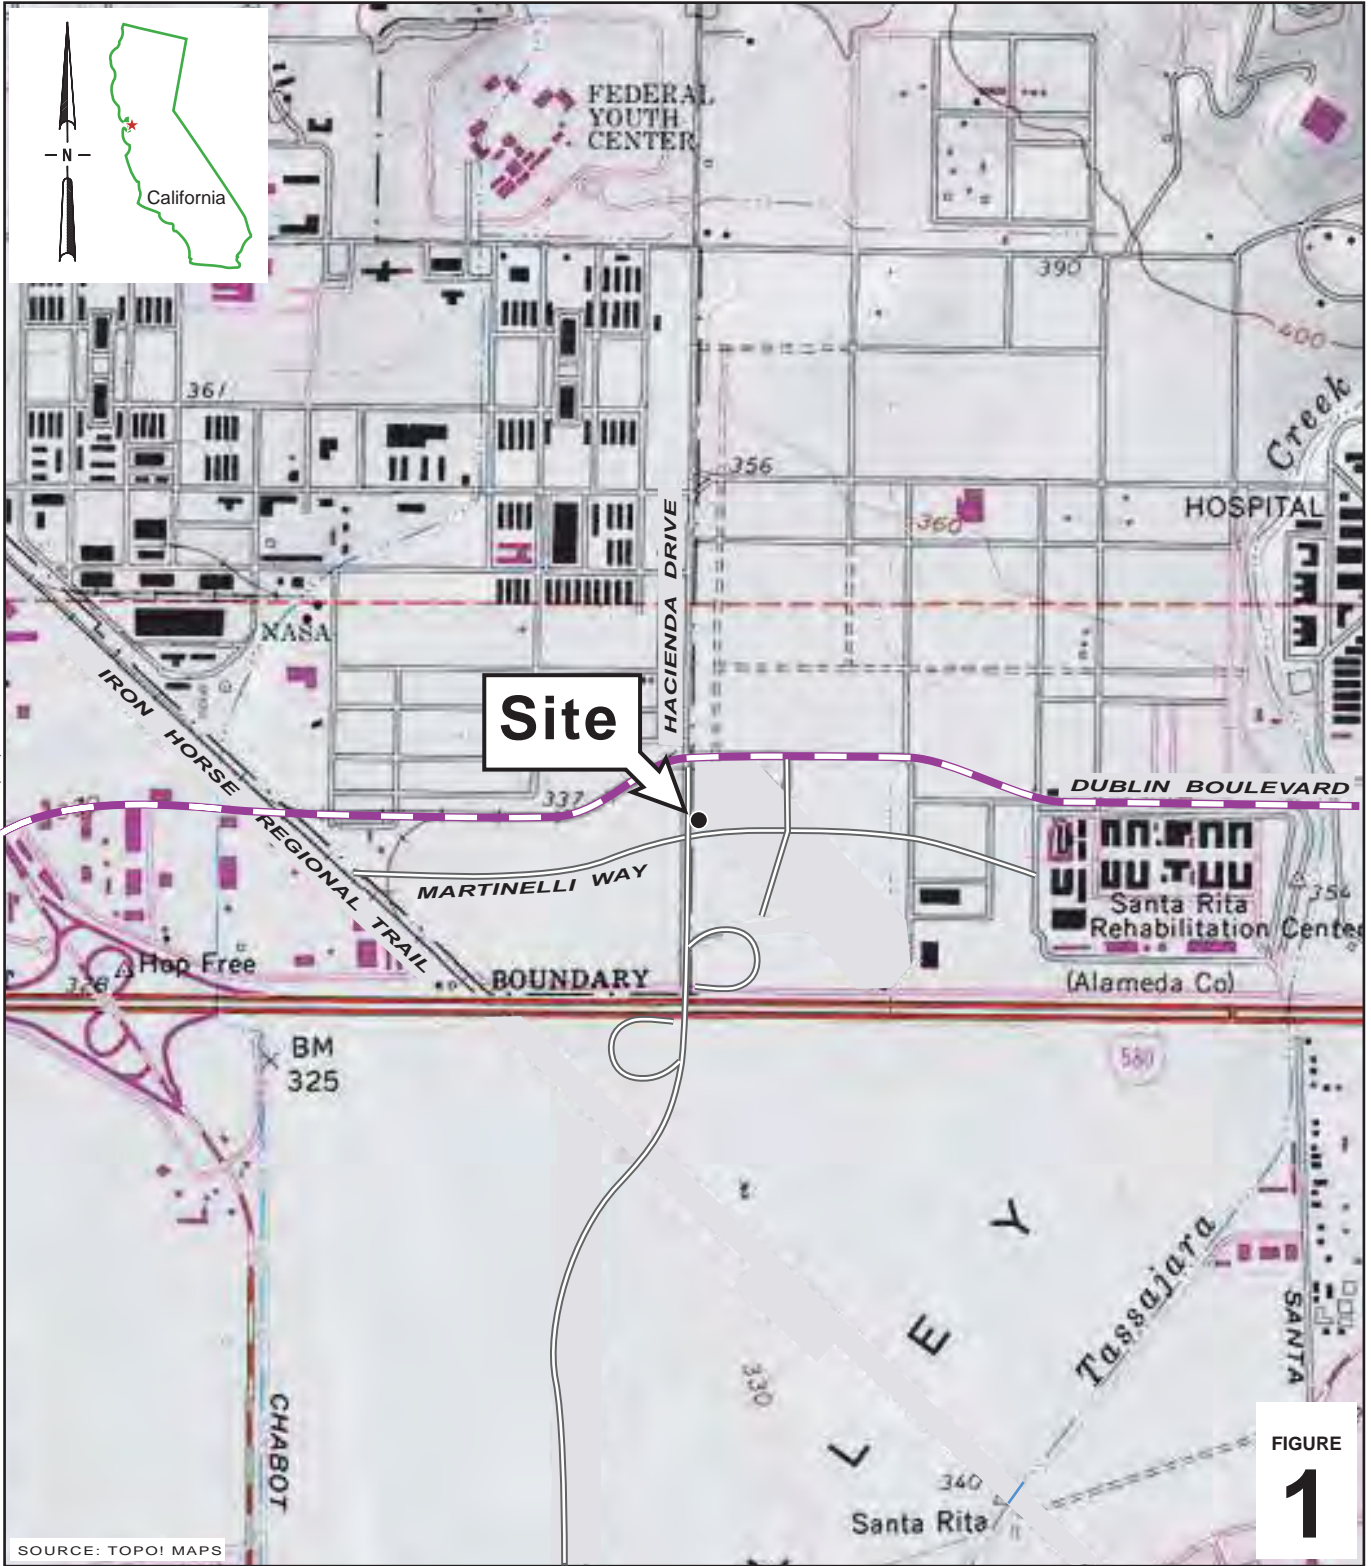 N
California
FEDERAL
YOUTH
CENTER
390
400
361
Creek
356
HOSPITAL
360
HACIENDA DRIVE
NASA
IRON HORSE REGIONAL TRAIL
Site
337
DUBLIN BOULEVARD
MARTINELLI WAY
354
Santa Rita
Rehabilitation Center
Hop Free
328
BOUNDARY
(Alameda Co)
BM
325
580
L E Y
Tassajara
SANTA
330
CHABOT
340
Santa Rita
FIGURE
1
SOURCE: TOPO! MAPS